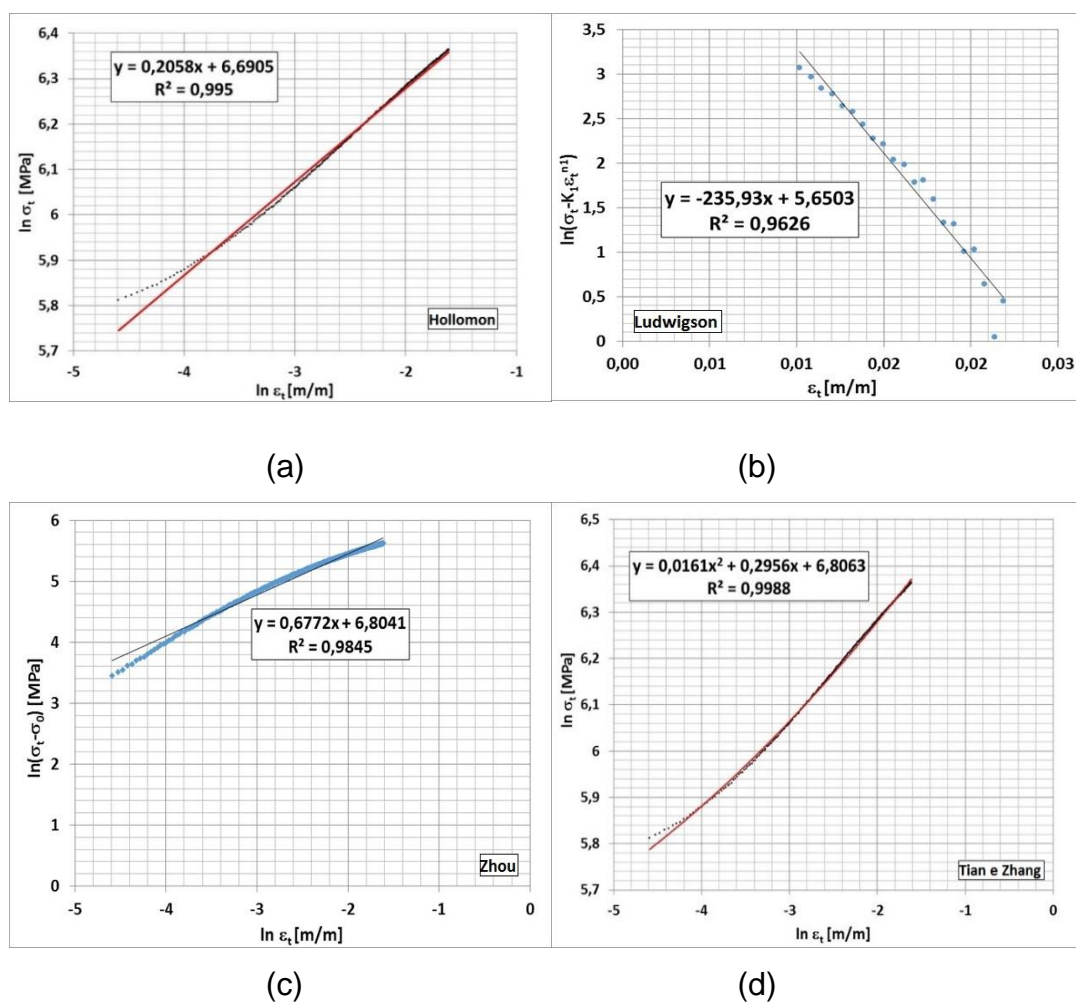 6,4
6,3
6,2
6,1
6
5,9
5,8
5,7
ln σt [MPa]
y = 0,2058x + 6,6905
R² = 0,995
Hollomon
-5 -4 -3 -2 -1
ln εt [m/m]
3,5
3
2,5
2
1,5
1
0,5
0
ln(σt-K1εt^n1)
y = -235,93x + 5,6503
R² = 0,9626
Ludwigson
0,00 0,01 0,01 0,02 0,02 0,03
εt [m/m]
(a) (b)
6
5
4
3
2
1
0
ln(σt-σ0) [MPa]
y = 0,6772x + 6,8041
R² = 0,9845
Zhou
-5 -4 -3 -2 -1 0
ln εt [m/m]
6,5
6,4
6,3
6,2
6,1
6
5,9
5,8
5,7
ln σt [MPa]
y = 0,0161x² + 0,2956x + 6,8063
R² = 0,9988
Tian e Zhang
-5 -4 -3 -2 -1 0
ln εt [m/m]
(c) (d)